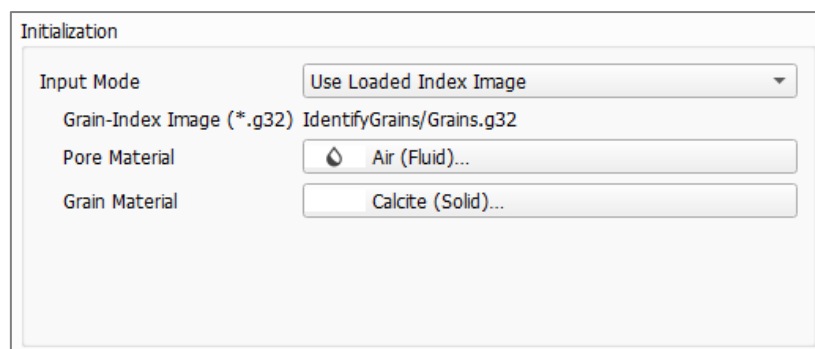 Initialization
Input Mode Use Loaded Index Image
Grain-Index Image (*.g32) IdentifyGrains/Grains.g32
Pore Material Air (Fluid)...
Grain Material Calcite (Solid)...